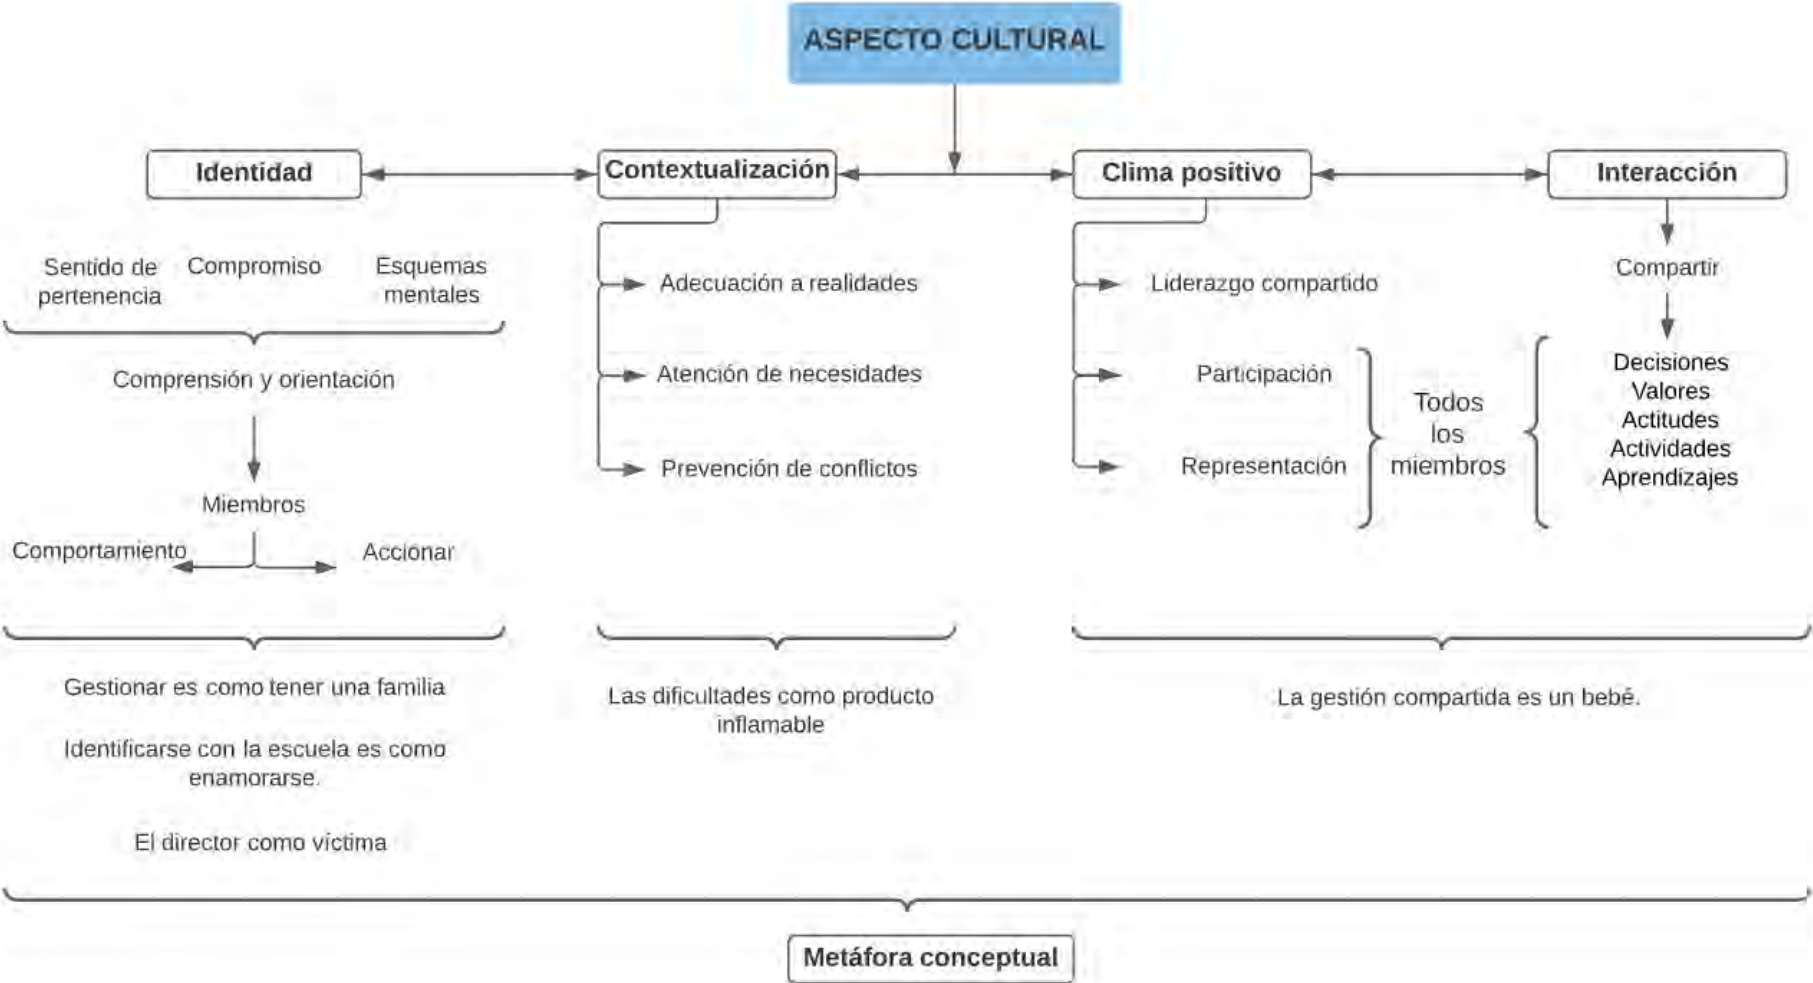 ASPECTO CULTURAL
Identidad
Contextualización
Clima positivo
Interacción
Sentido de
pertenencia
Compromiso
Esquemas
mentales
Comprensión y orientación
Miembros
Comportamiento
Accionar
Adecuación a realidades
Atención de necesidades
Prevención de conflictos
Liderazgo compartido
Participación
Representación
Todos
los
miembros
Compartir
Decisiones
Valores
Actitudes
Actividades
Aprendizajes
Gestionar es como tener una familia
Identificarse con la escuela es como
enamorarse.
El director como víctima
Las dificultades como producto
inflamable
La gestión compartida es un bebé.
Metáfora conceptual